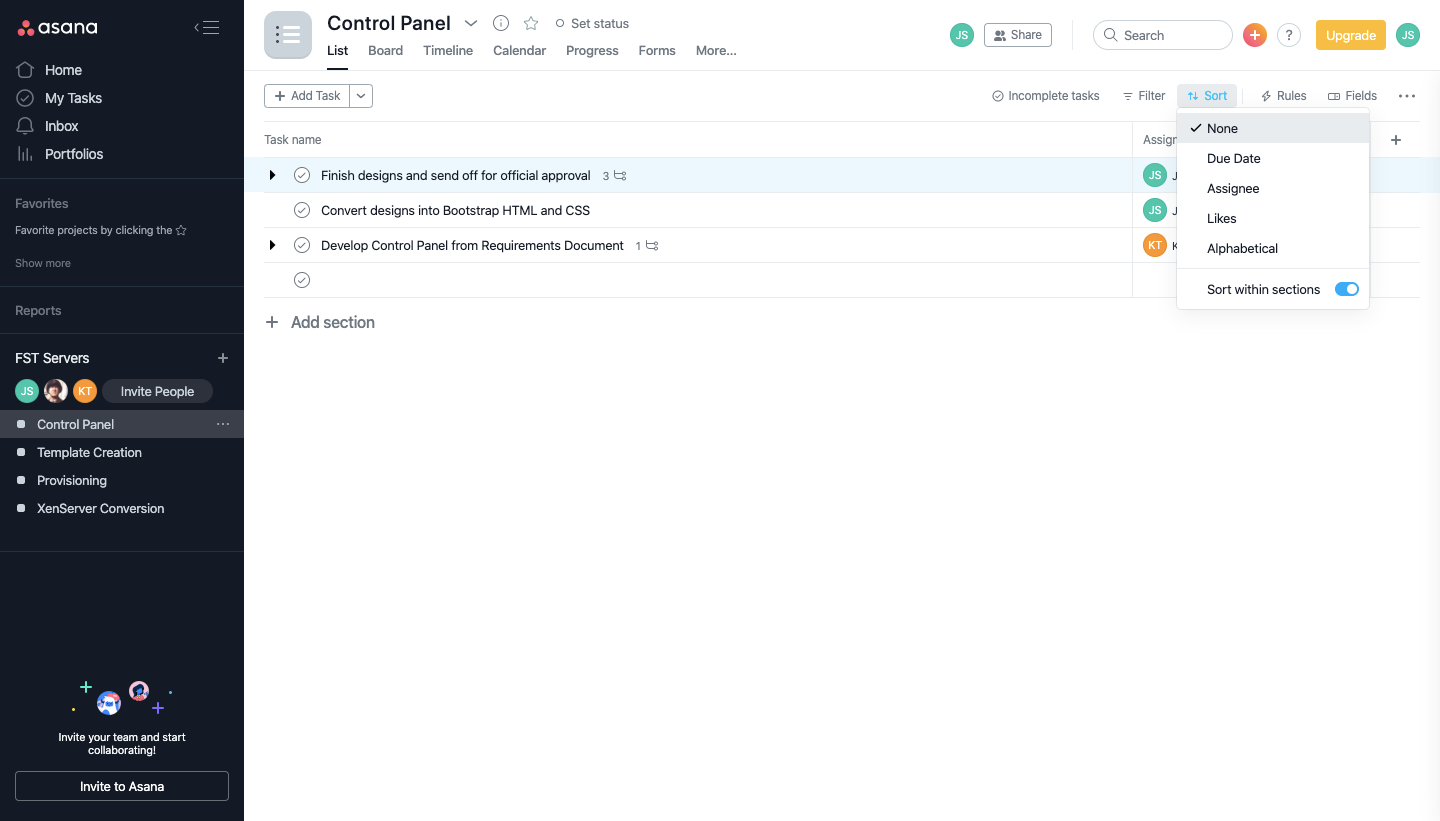 asana
Home
My Tasks
Inbox
Portfolios
Favorites
Favorite projects by clicking the
Show more
Reports
FST Servers
JS KT Invite People
Control Panel
Template Creation
Provisioning
XenServer Conversion
Invite your team and start
collaborating!
Invite to Asana
Control Panel Set status
List Board Timeline Calendar Progress Forms More...
JS Share Search ? Upgrade JS
Add Task Incomplete tasks Filter Sort Rules Fields
Task name
Finish designs and send off for official approval 3 JS
Convert designs into Bootstrap HTML and CSS JS
Develop Control Panel from Requirements Document 1 KT
Add section
None
Due Date
Assignee
Likes
Alphabetical
Sort within sections